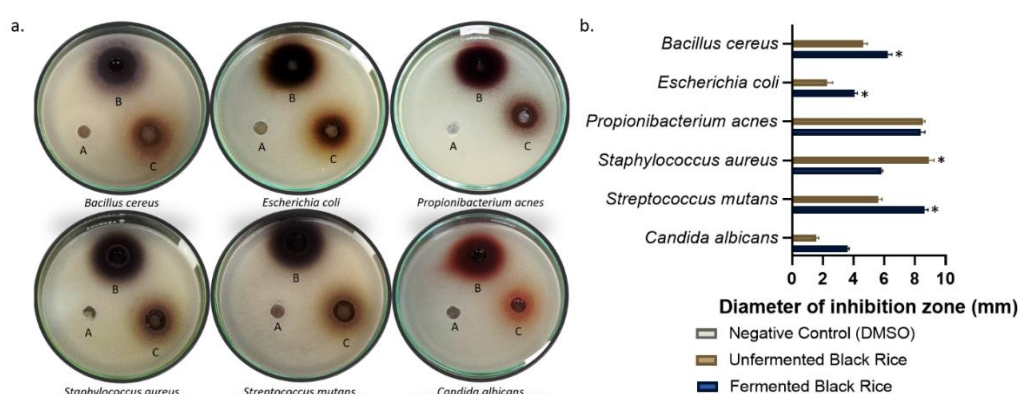 a.
B
A
C
Bacillus cereus
B
A
C
Escherichia coli
B
A
C
Propionibacterium acnes
B
A
C
Staphylococcus aureus
B
A
C
Streptococcus mutans
B
A
C
Candida albicans
b.
Bacillus cereus
*
Escherichia coli
*
Propionibacterium acnes
Staphylococcus aureus
*
Streptococcus mutans
*
Candida albicans
0 2 4 6 8 10
Diameter of inhibition zone (mm)
Negative Control (DMSO)
Unfermented Black Rice
Fermented Black Rice